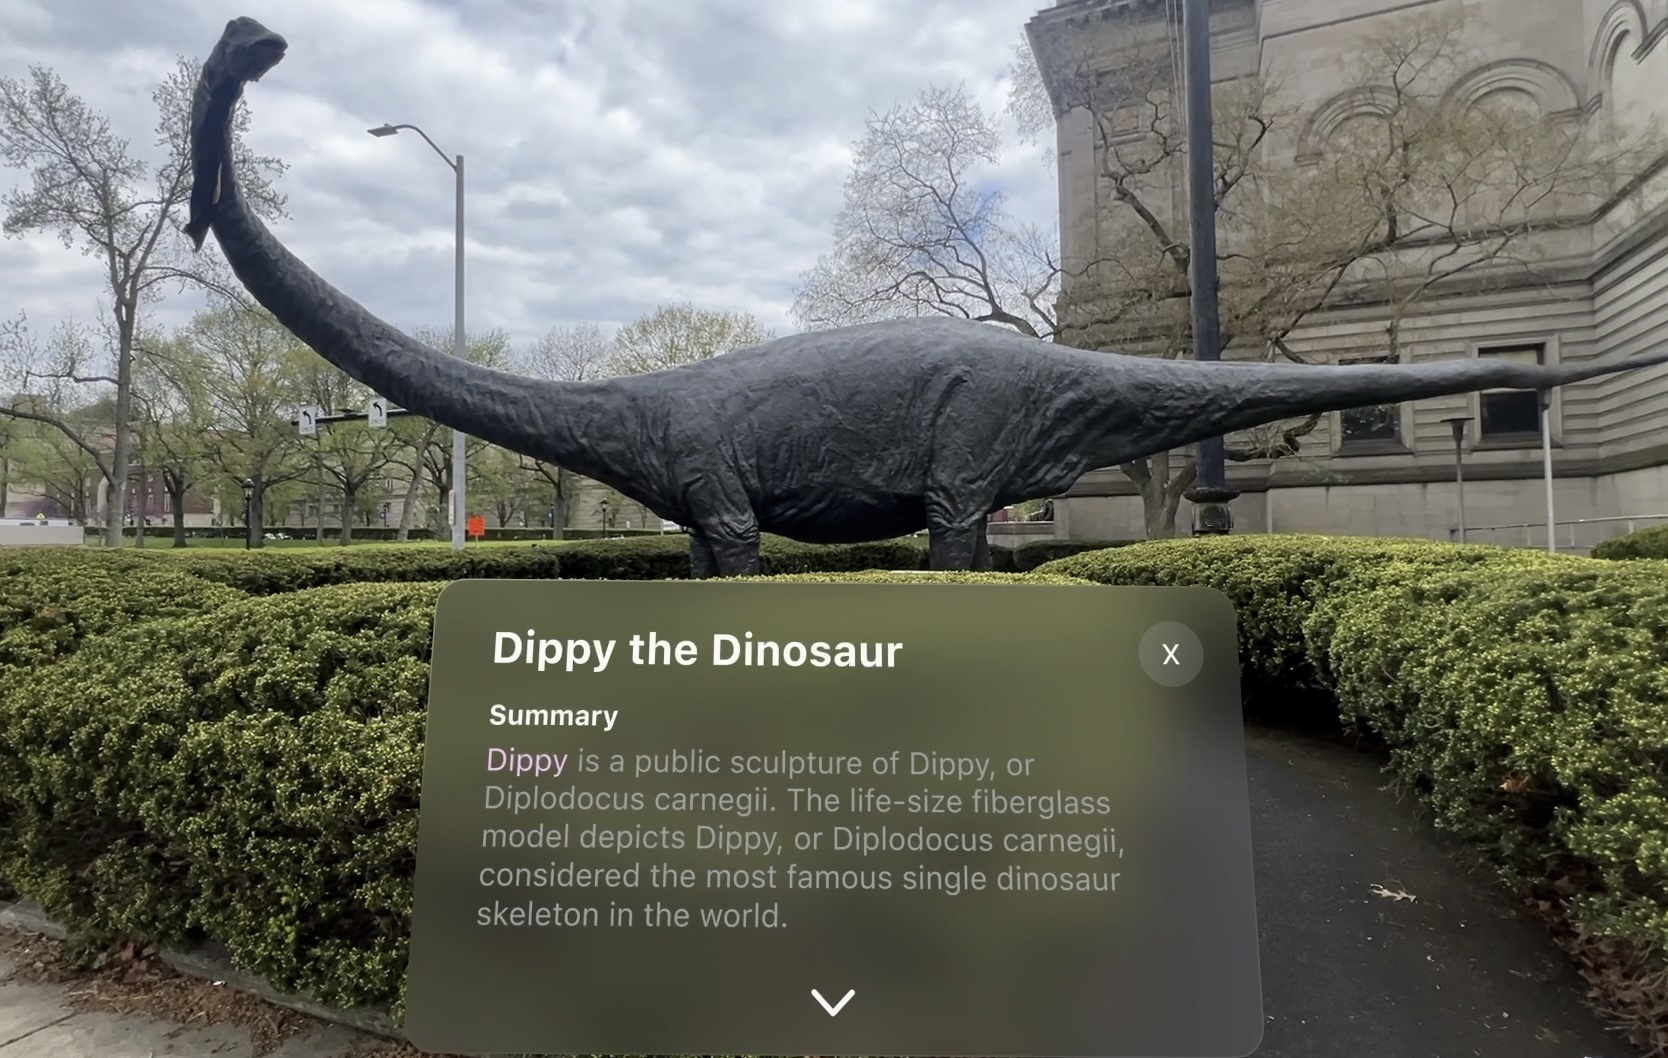 Dippy the Dinosaur
X
Summary
Dippy is a public sculpture of Dippy, or
Diplodocus carnegii. The life-size fiberglass
model depicts Dippy, or Diplodocus carnegii,
considered the most famous single dinosaur
skeleton in the world.